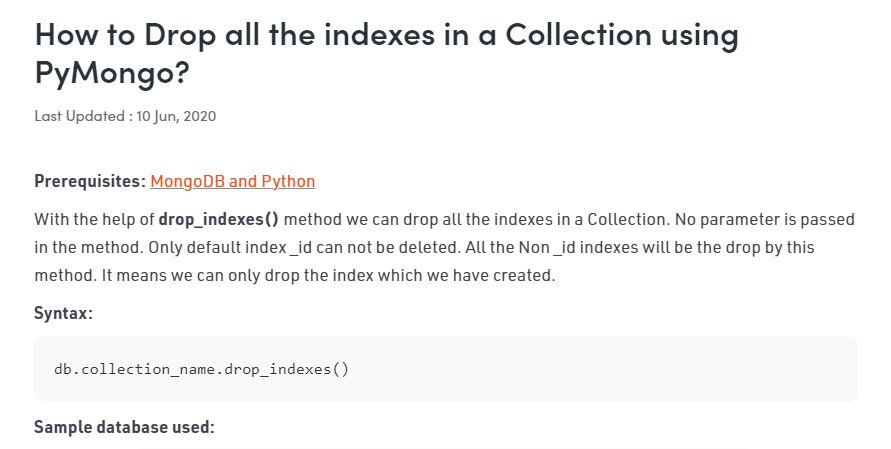 How to Drop all the indexes in a Collection using
PyMongo?
Last Updated : 10 Jun, 2020
Prerequisites: MongoDB and Python
With the help of drop_indexes() method we can drop all the indexes in a Collection. No parameter is passed
in the method. Only default index _id can not be deleted. All the Non _id indexes will be the drop by this
method. It means we can only drop the index which we have created.
Syntax:
db.collection_name.drop_indexes()
Sample database used: